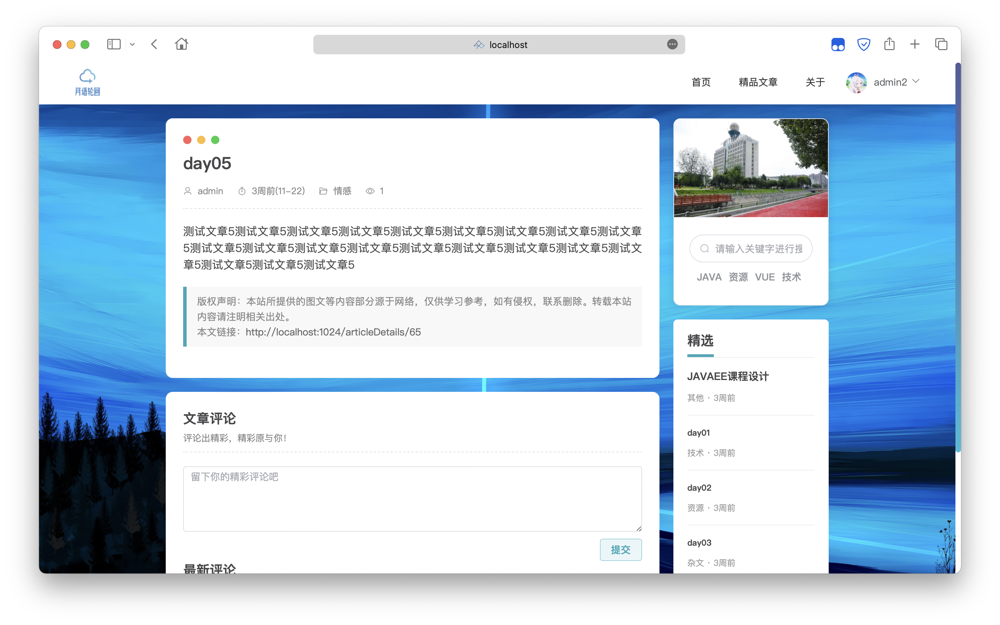 localhost
月语轮回
首页 精品文章 关于 admin2
day05
admin 3周前(11-22) 情感 1
测试文章5测试文章5测试文章5测试文章5测试文章5测试文章5测试文章5测试文章5测试文章
5测试文章5测试文章5测试文章5测试文章5测试文章5测试文章5测试文章5测试文章5测试文
章5测试文章5测试文章5测试文章5
版权声明：本站所提供的图文等内容部分源于网络，仅供学习参考，如有侵权，联系删除。转载本站
内容请注明相关出处。
本文链接：http://localhost:1024/articleDetails/65
文章评论
评论出精彩，精彩原与你！
留下你的精彩评论吧
提交
最新评论
请输入关键字进行搜
JAVA 资源 VUE 技术
精选
JAVAEE课程设计
其他 · 3周前
day01
技术 · 3周前
day02
资源 · 3周前
day03
杂文 · 3周前